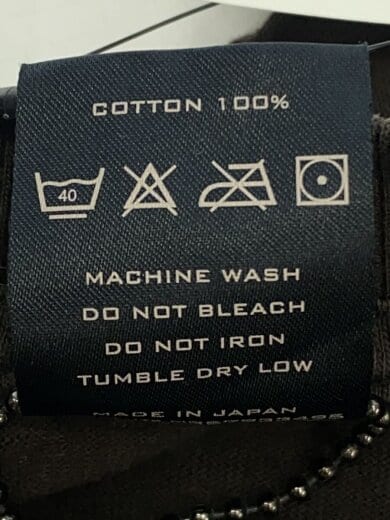 COTTON 100%
40
MACHINE WASH
DO NOT BLEACH
DO NOT IRON
TUMBLE DRY LOW
MADE IN JAPAN